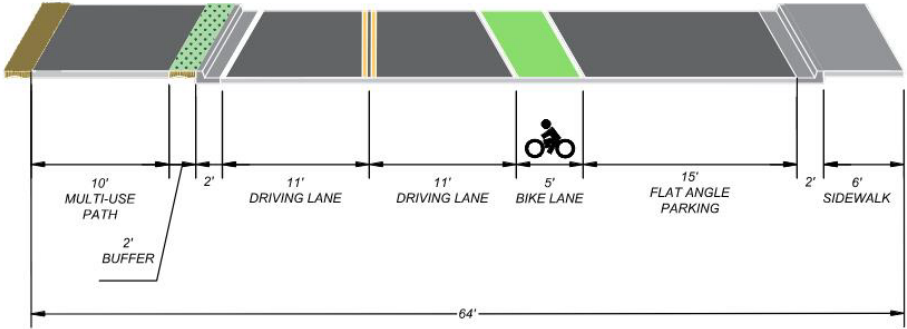 10'
MULTI-USE
PATH
2'
BUFFER
2'
11'
DRIVING LANE
11'
DRIVING LANE
5'
BIKE LANE
15'
FLAT ANGLE
PARKING
2'
6'
SIDEWALK
64'